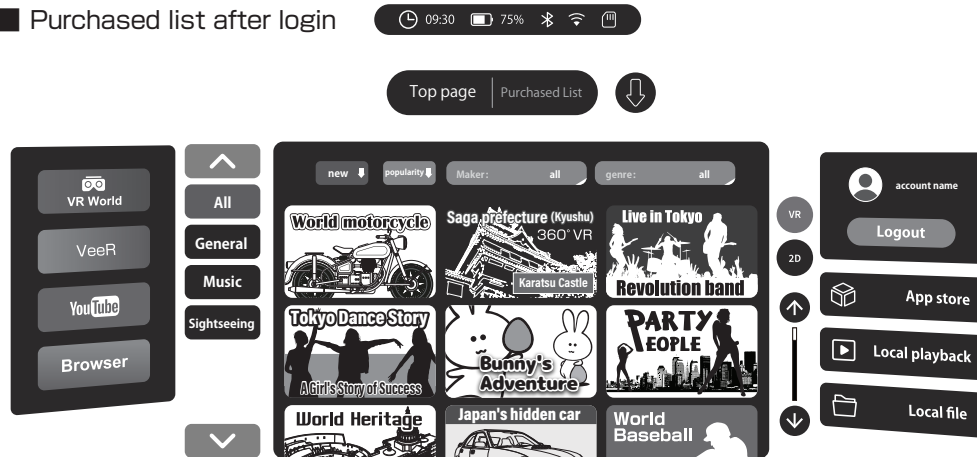 ■ Purchased list after login
09:30 75%
Top page Purchased List
VR World
VeeR
YouTube
Browser
All
General
Music
Sightseeing
new popularity Maker: all genre: all
World motorcycle
Saga prefecture (Kyushu)
360° VR
Karatsu Castle
Live in Tokyo
Revolution band
Tokyo Dance Story
A Girl's Story of Success
Bunny's
Adventure
PARTY
PEOPLE
World Heritage
Japan's hidden car
World
Baseball
VR
2D
account name
Logout
App store
Local playback
Local file